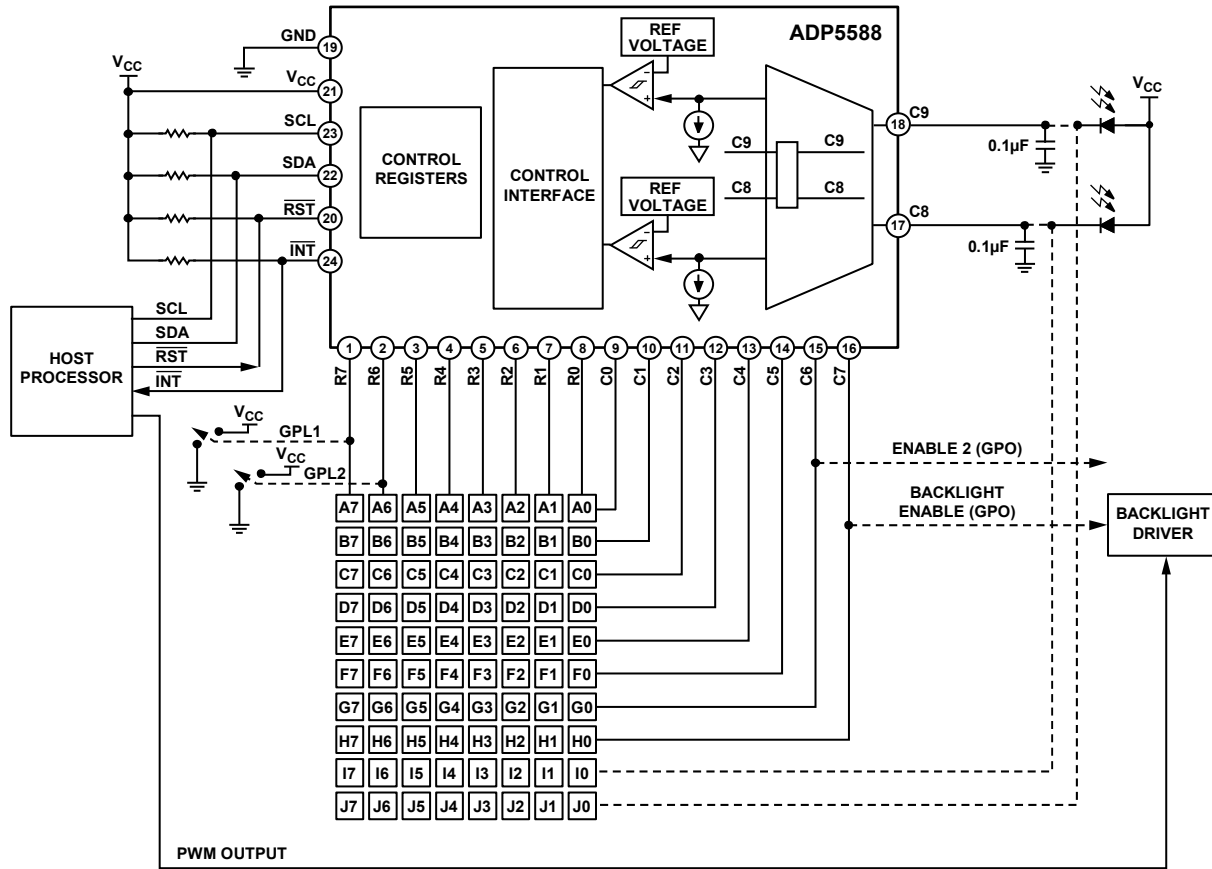 ADP5588
REF
VOLTAGE
GND
19
VCC
VCC
21
SCL
23
SDA
22
RST
20
INT
24
CONTROL
REGISTERS
CONTROL
INTERFACE
REF
VOLTAGE
C9
C9
C8
C8
18
C9
17
C8
0.1µF
0.1µF
VCC
HOST
PROCESSOR
SCL
SDA
RST
INT
1 2 3 4 5 6 7 8 9 10 11 12 13 14 15 16
R7 R6 R5 R4 R3 R2 R1 R0 C0 C1 C2 C3 C4 C5 C6 C7
VCC
GPL1
VCC
GPL2
ENABLE 2 (GPO)
BACKLIGHT
ENABLE (GPO)
BACKLIGHT
DRIVER
A7 A6 A5 A4 A3 A2 A1 A0
B7 B6 B5 B4 B3 B2 B1 B0
C7 C6 C5 C4 C3 C2 C1 C0
D7 D6 D5 D4 D3 D2 D1 D0
E7 E6 E5 E4 E3 E2 E1 E0
F7 F6 F5 F4 F3 F2 F1 F0
G7 G6 G5 G4 G3 G2 G1 G0
H7 H6 H5 H4 H3 H2 H1 H0
I7 I6 I5 I4 I3 I2 I1 I0
J7 J6 J5 J4 J3 J2 J1 J0
PWM OUTPUT